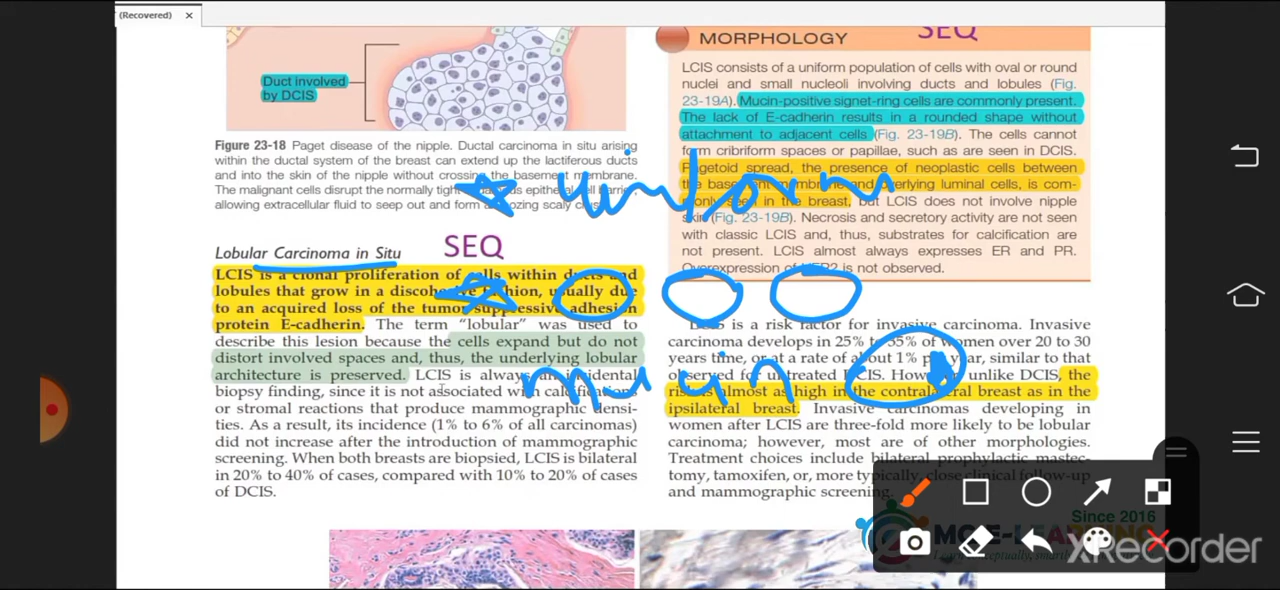 (Recovered) ×
Duct involved
by DCIS
Figure 23-18 Paget disease of the nipple. Ductal carcinoma in situ arising
within the ductal system of the breast can extend up the lactiferous ducts
and into the skin of the nipple without crossing the basement membrane.
The malignant cells disrupt the normally tight epithelial cell barrier,
allowing extracellular fluid to seep out and form oozing scaly
Lobular Carcinoma in Situ
SEQ
LCIS is a clonal proliferation of cells within ducts and
lobules that grow in a discohesive fashion, usually due
to an acquired loss of the tumor suppressive adhesion
protein E-cadherin. The term “lobular” was used to
describe this lesion because the cells expand but do not
distort involved spaces and, thus, the underlying lobular
architecture is preserved. LCIS is always an incidental
biopsy finding, since it is not associated with calcifications
or stromal reactions that produce mammographic densi-
ties. As a result, its incidence (1% to 6% of all carcinomas)
did not increase after the introduction of mammographic
screening. When both breasts are biopsied, LCIS is bilateral
in 20% to 40% of cases, compared with 10% to 20% of cases
of DCIS.
MORPHOLOGY
SEQ
LCIS consists of a uniform population of cells with oval or round
nuclei and small nucleoli involving ducts and lobules (Fig.
23-19A). Mucin-positive signet-ring cells are commonly present.
The lack of E-cadherin results in a rounded shape without
attachment to adjacent cells (Fig. 23-19B). The cells cannot
form cribriform spaces or papillae, such as are seen in DCIS.
Pagetoid spread, the presence of neoplastic cells between
the basement membrane and overlying luminal cells, is com-
monly seen in the breast, but LCIS does not involve nipple
skin (Fig. 23-19B). Necrosis and secretory activity are not seen
with classic LCIS and, thus, substrates for calcification are
not present. LCIS almost always expresses ER and PR.
Overexpression of HER2 is not observed.
uniform
is a risk factor for invasive carcinoma. Invasive
carcinoma develops in 25% to 35% of women over 20 to 30
years time, or at a rate of about 1% per year, similar to that
observed for untreated DCIS. However, unlike DCIS, the
risk is almost as high in the contralateral breast as in the
ipsilateral breast. Invasive carcinomas developing in
women after LCIS are three-fold more likely to be lobular
carcinoma; however, most are of other morphologies.
Treatment choices include bilateral prophylactic mastec-
tomy, tamoxifen, or, more typically, close clinical follow-up
and mammographic screening.
mucin
Since 2016
XRecorder